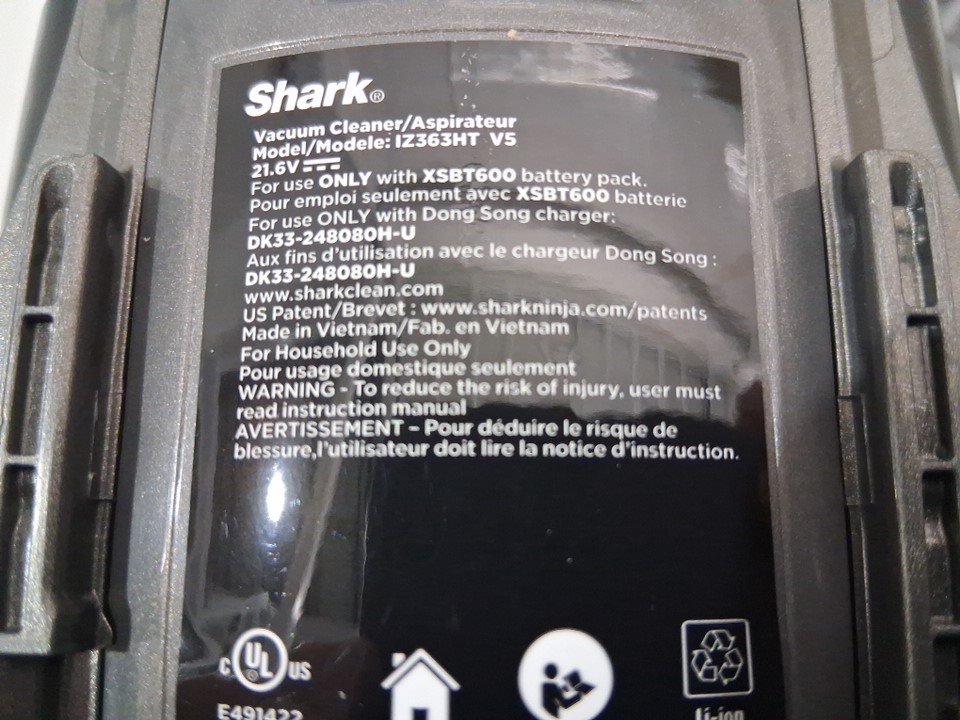 Shark®
Vacuum Cleaner/Aspirateur
Model/Modele: IZ363HT V5
21.6V
For use ONLY with XSBT600 battery pack.
Pour emploi seulement avec XSBT600 batterie
For use ONLY with Dong Song charger:
DK33-248080H-U
Aux fins d'utilisation avec le chargeur Dong Song :
DK33-248080H-U
www.sharkclean.com
US Patent/Brevet : www.sharkninja.com/patents
Made in Vietnam/Fab. en Vietnam
For Household Use Only
Pour usage domestique seulement
WARNING - To reduce the risk of injury, user must
read instruction manual
AVERTISSEMENT - Pour déduire le risque de
blessure,l'utilisateur doit lire la notice d'instruction.
C UL US
E491422
Li-ion